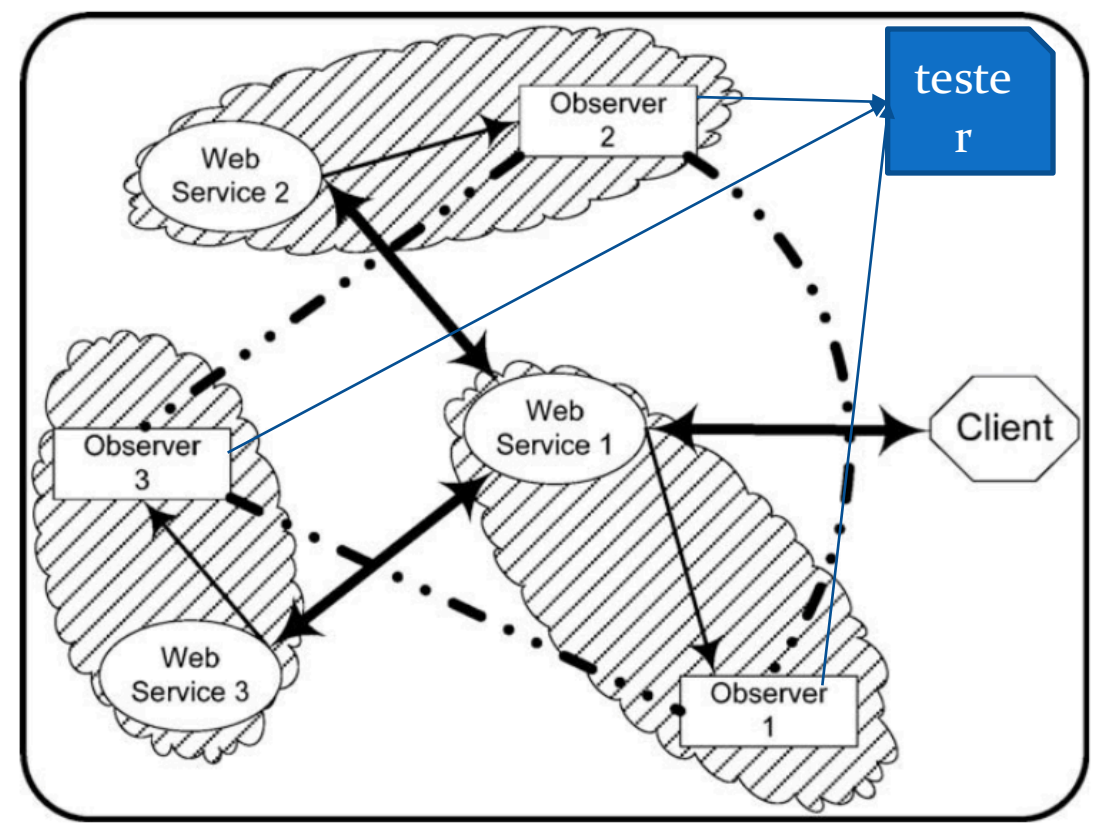 teste
r
Observer
2
Web
Service 2
Web
Service 1
Client
Observer
3
Web
Service 3
Observer
1